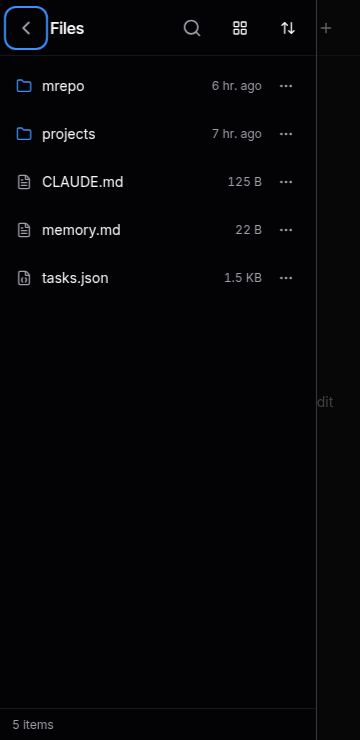 Files
mrepo 6 hr. ago
projects 7 hr. ago
CLAUDE.md 125 B
memory.md 22 B
tasks.json 1.5 KB
dit
5 items